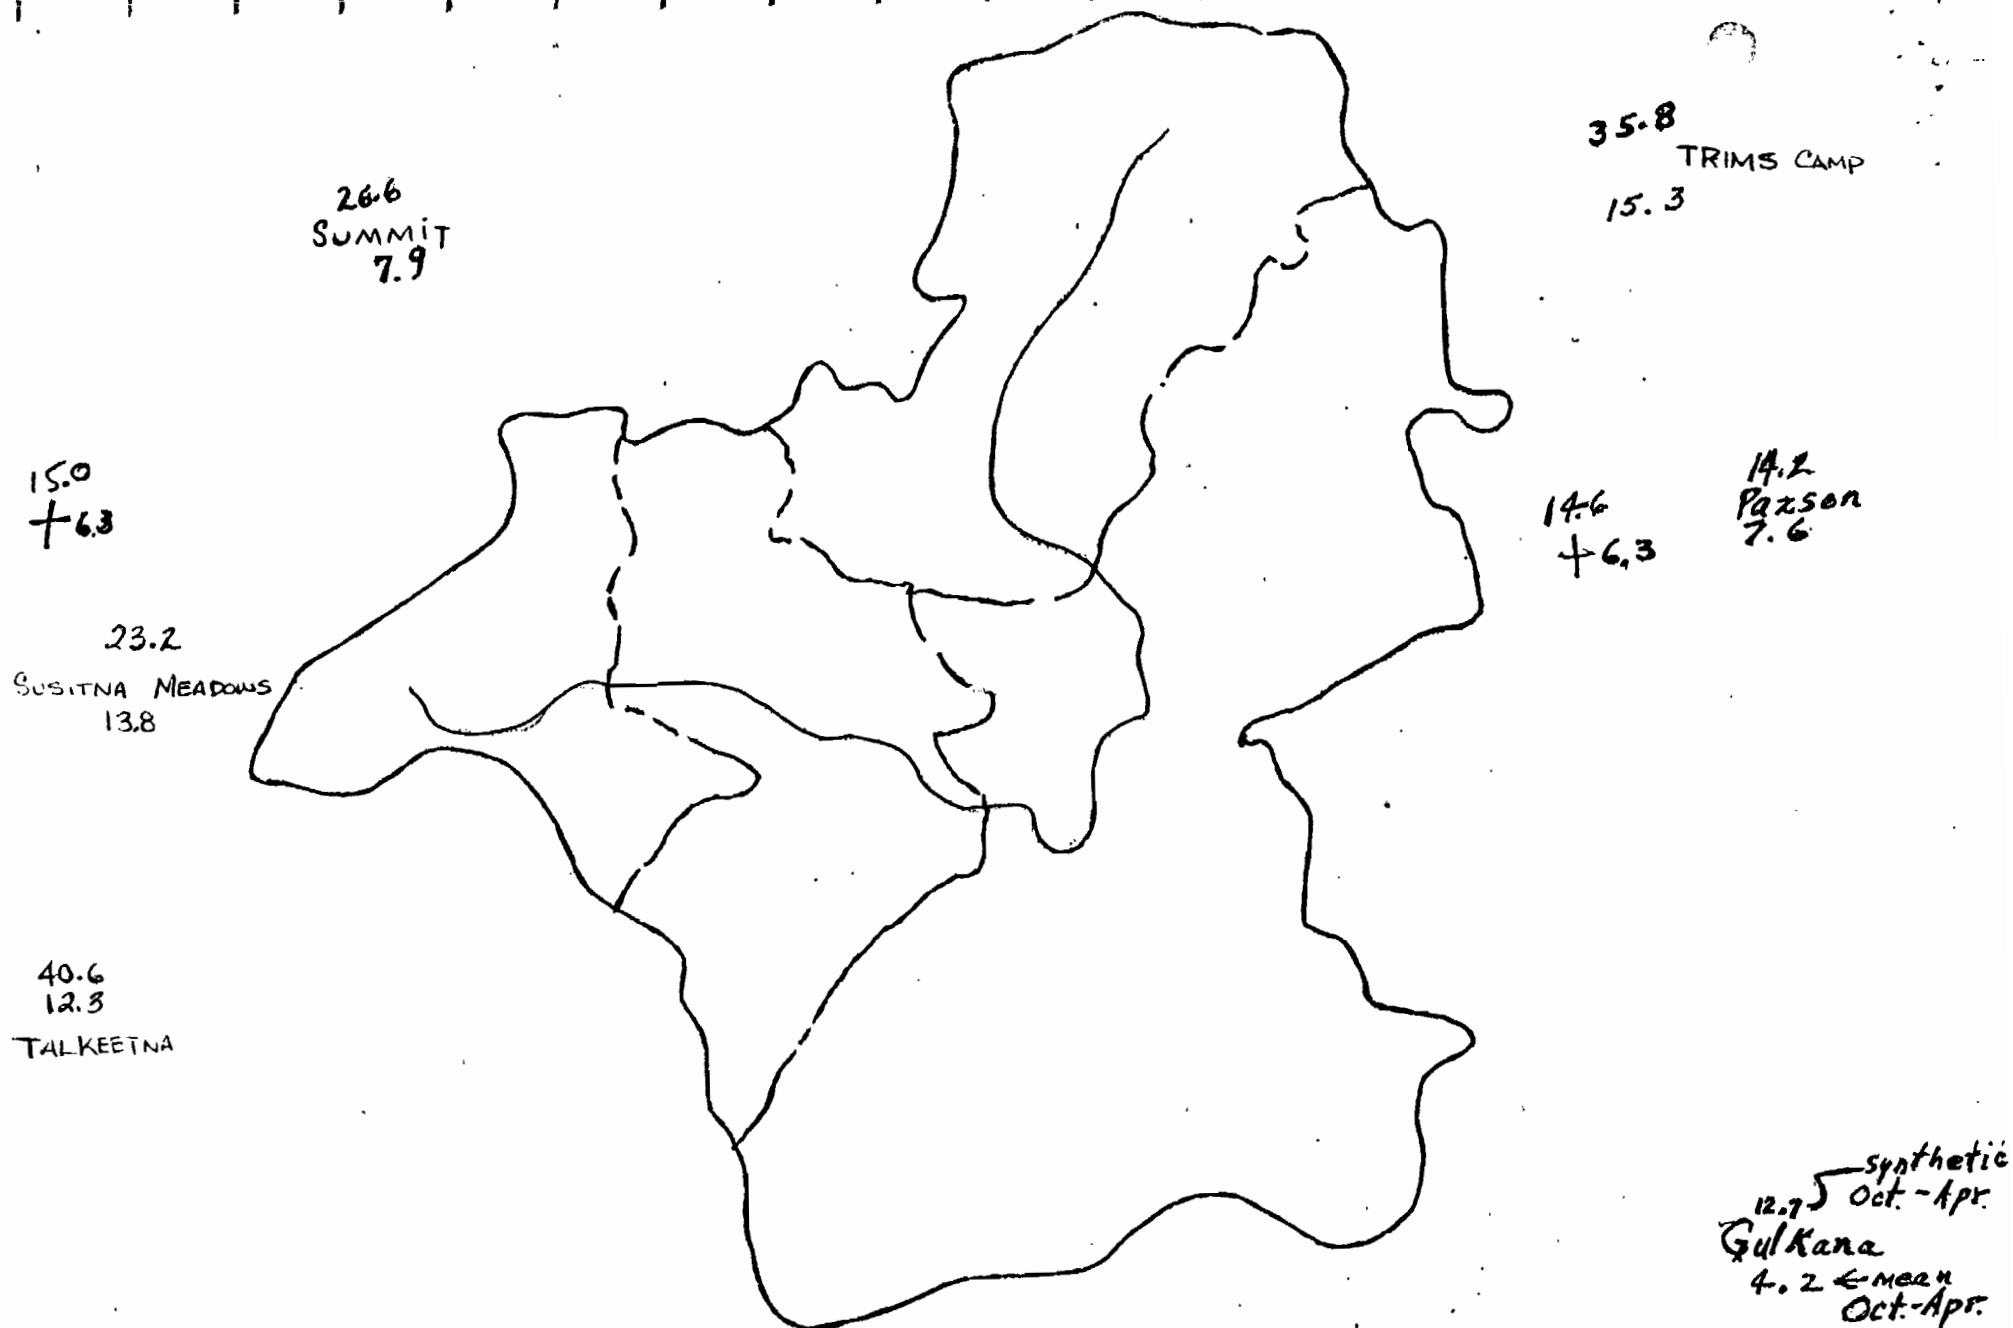 35.8
TRIMS CAMP
15.3
26.6
SUMMIT
7.9
15.0
+6.3
14.6
+6.3
14.2
Paxson
7.6
23.2
SUSITNA MEADOWS
13.8
40.6
12.3
TALKEETNA
synthetic
12.7 Oct.-Apr.
Gulkana
4.2 ← mean
Oct.-Apr.